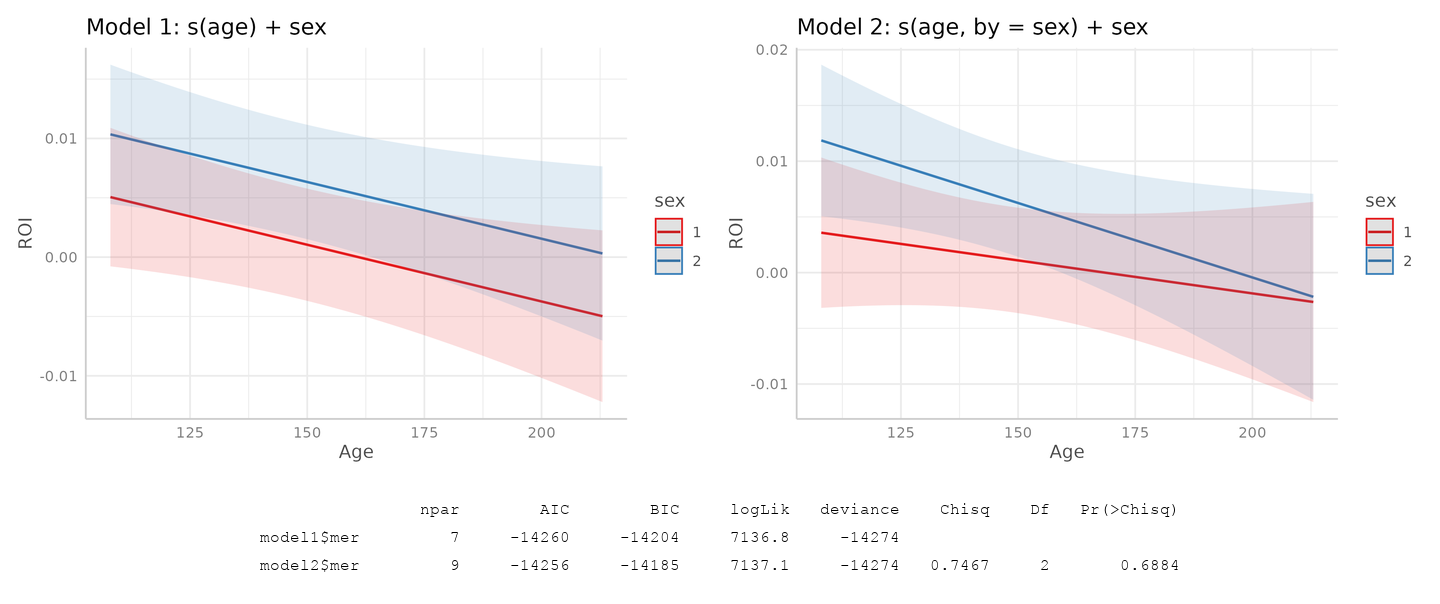 Model 1: s(age) + sex
0.01
0.00
-0.01
ROI
125 150 175 200
Age
sex
1
2
Model 2: s(age, by = sex) + sex
0.02
0.01
0.00
-0.01
ROI
125 150 175 200
Age
sex
1
2
npar AIC BIC logLik deviance Chisq Df Pr(>Chisq)
model1$mer 7 -14260 -14204 7136.8 -14274
model2$mer 9 -14256 -14185 7137.1 -14274 0.7467 2 0.6884